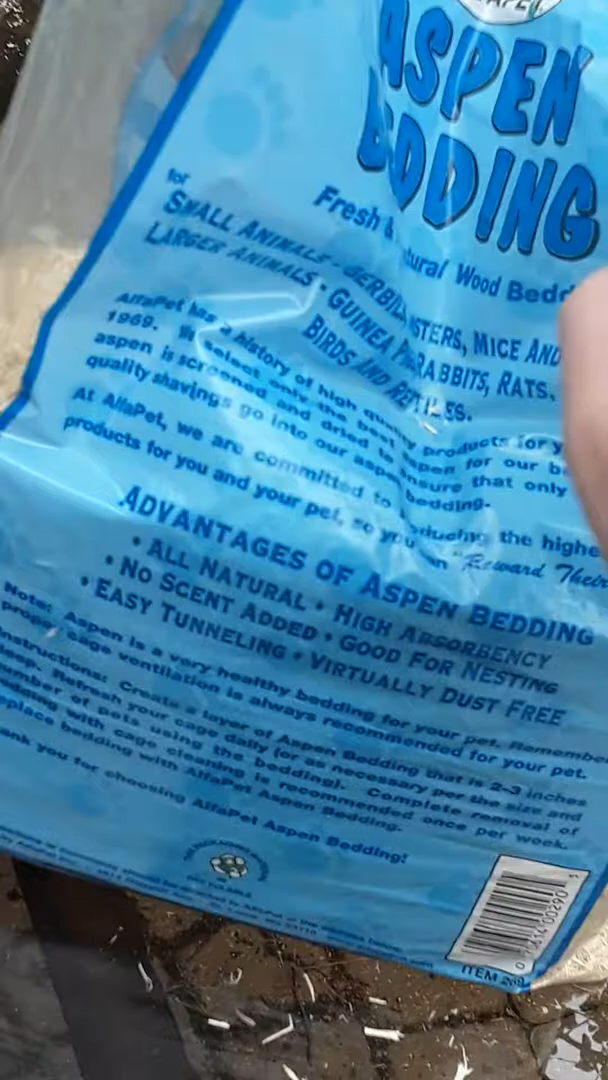 ASPEN
BEDDING
Fresh & Natural Wood Bedd
for
SMALL ANIMALS - GERBILS, HAMSTERS, MICE AND
LARGER ANIMALS • GUINEA PIGS, RABBITS, RATS,
BIRDS AND REPTILES.
AlfaPet has a history of high quality products for y
1969. We select only the best aspen for our b
aspen is screened and dried to ensure that only
quality shavings go into our aspen bedding.
At AlfaPet, we are committed to producing the highe
products for you and your pet, so you can "Reward Their
ADVANTAGES OF ASPEN BEDDING
• ALL NATURAL • HIGH ABSORBENCY
• NO SCENT ADDED • GOOD FOR NESTING
• EASY TUNNELING • VIRTUALLY DUST FREE
Note: Aspen is a very healthy bedding for your pet. Remember
proper cage ventilation is always recommended for your pet.
Instructions: Create a layer of Aspen Bedding that is 2-3 inches
deep. Refresh your cage daily (or as necessary per the size and
number of pets using the bedding). Complete removal of
bedding with cage cleaning is recommended once per week.
eplace bedding with AlfaPet Aspen Bedding.
ank you for choosing AlfaPet Aspen Bedding!
ITEM